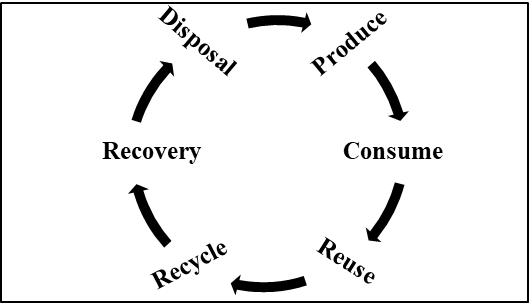 Disposal
Produce
Consume
Reuse
Recycle
Recovery